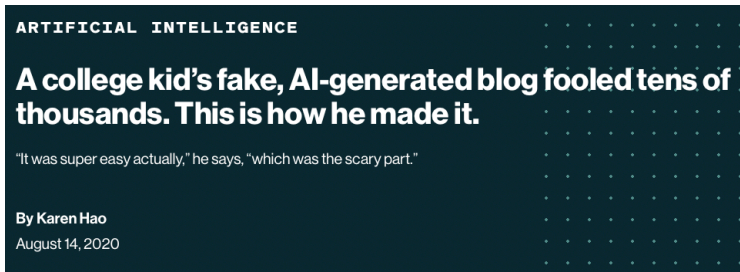 ARTIFICIAL INTELLIGENCE
A college kid’s fake, AI-generated blog fooled tens of
thousands. This is how he made it.
“It was super easy actually,” he says, “which was the scary part.”
By Karen Hao
August 14, 2020